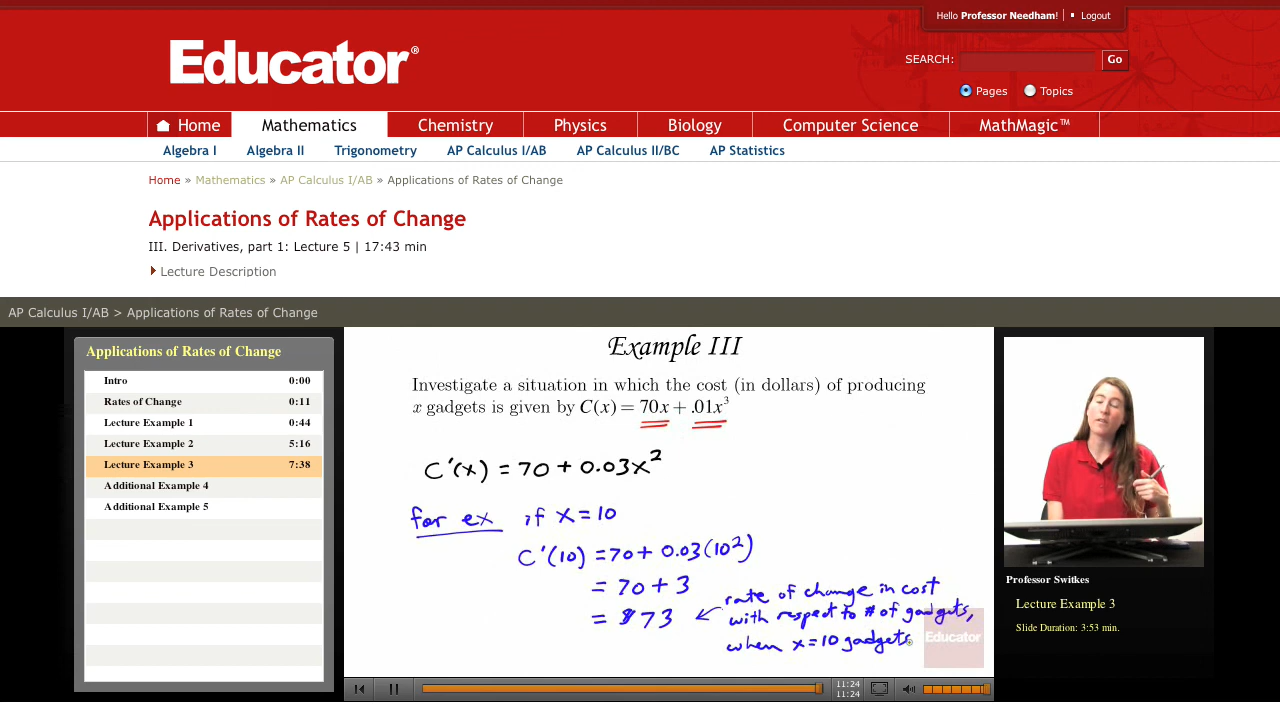 Hello Professor Needham! Logout
Educator®
SEARCH: Go
Pages Topics
Home Mathematics Chemistry Physics Biology Computer Science MathMagic™
Algebra I Algebra II Trigonometry AP Calculus I/AB AP Calculus II/BC AP Statistics
Home » Mathematics » AP Calculus I/AB » Applications of Rates of Change
Applications of Rates of Change
III. Derivatives, part 1: Lecture 5 | 17:43 min
Lecture Description
AP Calculus I/AB > Applications of Rates of Change
Applications of Rates of Change
Intro 0:00
Rates of Change 0:11
Lecture Example 1 0:44
Lecture Example 2 5:16
Lecture Example 3 7:38
Additional Example 4
Additional Example 5
Example III
Investigate a situation in which the cost (in dollars) of producing
x gadgets is given by C(x) = 70x + .01x³
C'(x) = 70 + 0.03x²
for ex if x = 10
C'(10) = 70 + 0.03(10²)
= 70 + 3
= $73 ← rate of change in cost
with respect to # of gadgets,
when x = 10 gadgets
Educator
11:24
11:24
Professor Switkes
Lecture Example 3
Slide Duration: 3:53 min.